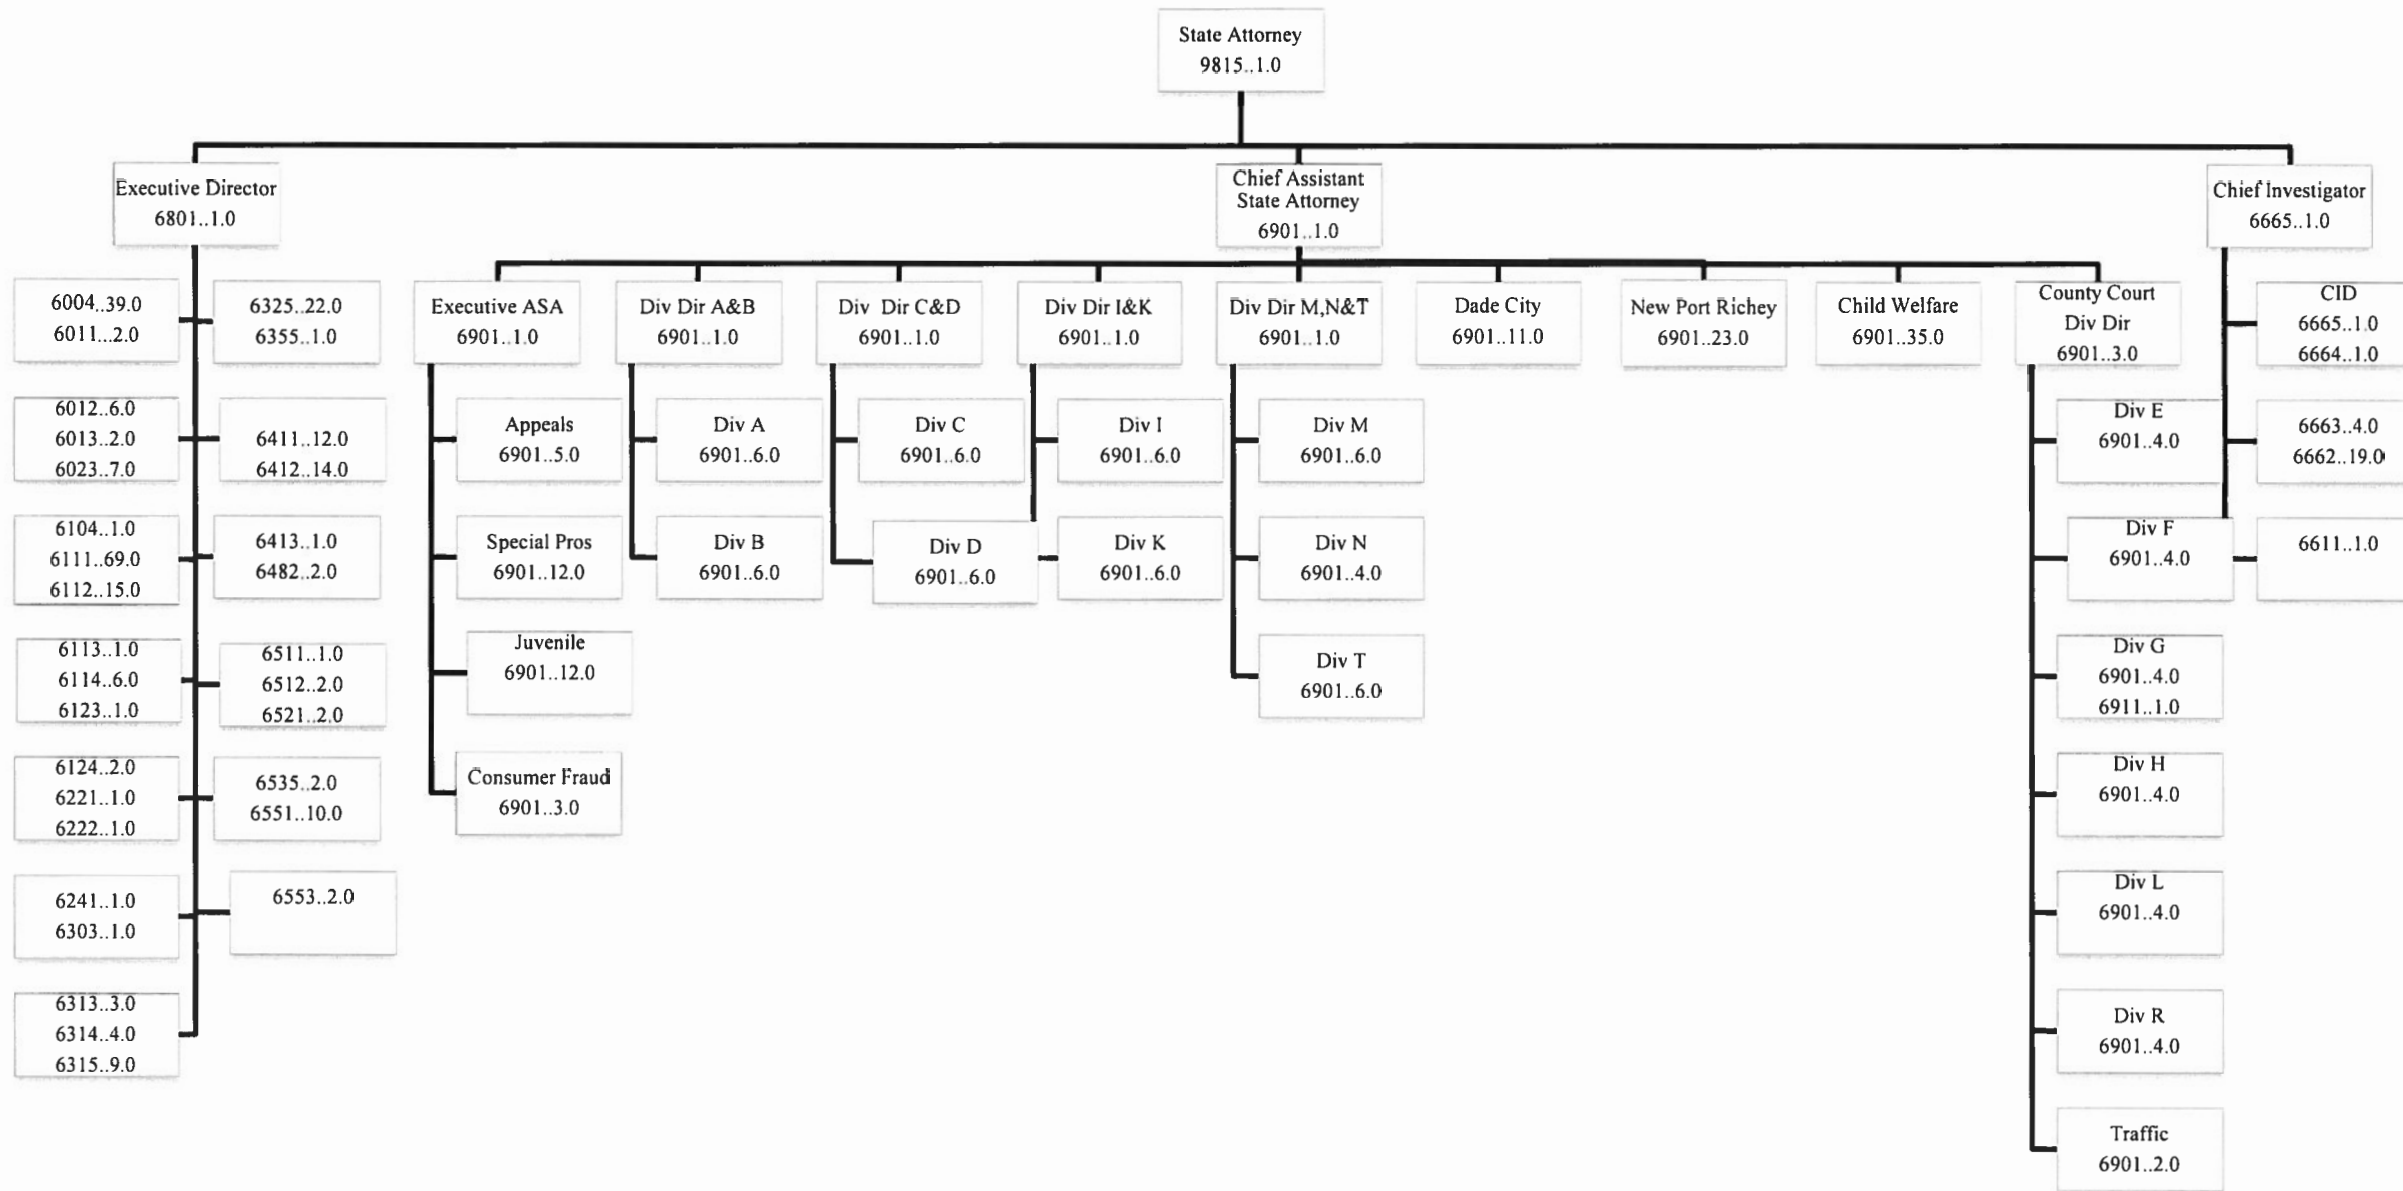 State Attorney
9815..1.0
Executive Director
6801..1.0
Chief Assistant
State Attorney
6901..1.0
Chief Investigator
6665..1.0
6004..39.0
6011..2.0
6325..22.0
6355..1.0
6012..6.0
6013..2.0
6023..7.0
6411..12.0
6412..14.0
6104..1.0
6111..69.0
6112..15.0
6413..1.0
6482..2.0
6113..1.0
6114..6.0
6123..1.0
6511..1.0
6512..2.0
6521..2.0
6124..2.0
6221..1.0
6222..1.0
6535..2.0
6551..10.0
6241..1.0
6303..1.0
6553..2.0
6313..3.0
6314..4.0
6315..9.0
Executive ASA
6901..1.0
Appeals
6901..5.0
Special Pros
6901..12.0
Juvenile
6901..12.0
Consumer Fraud
6901..3.0
Div Dir A&B
6901..1.0
Div A
6901..6.0
Div B
6901..6.0
Div Dir C&D
6901..1.0
Div C
6901..6.0
Div D
6901..6.0
Div Dir I&K
6901..1.0
Div I
6901..6.0
Div K
6901..6.0
Div Dir M,N&T
6901..1.0
Div M
6901..6.0
Div N
6901..4.0
Div T
6901..6.0
Dade City
6901..11.0
New Port Richey
6901..23.0
Child Welfare
6901..35.0
County Court
Div Dir
6901..3.0
Div E
6901..4.0
Div F
6901..4.0
Div G
6901..4.0
6911..1.0
Div H
6901..4.0
Div L
6901..4.0
Div R
6901..4.0
Traffic
6901..2.0
CID
6665..1.0
6664..1.0
6663..4.0
6662..19.0
6611..1.0